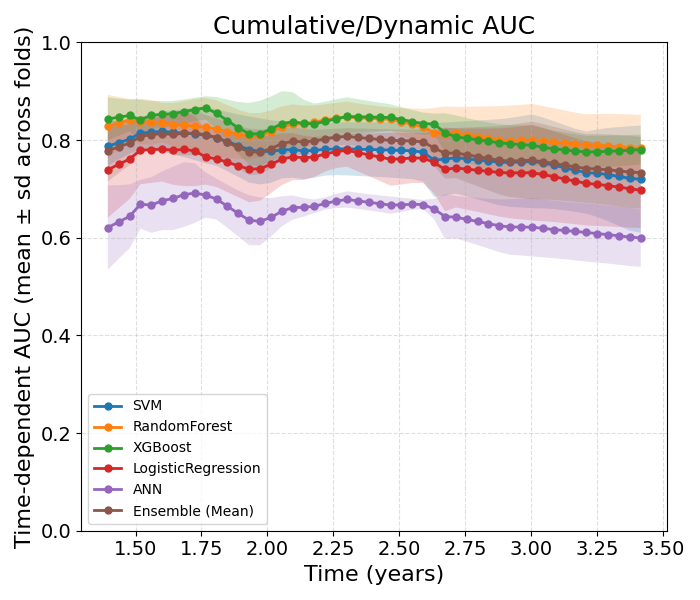 Cumulative/Dynamic AUC
Time-dependent AUC (mean ± sd across folds)
1.0
0.8
0.6
0.4
0.2
0.0
SVM
RandomForest
XGBoost
LogisticRegression
ANN
Ensemble (Mean)
1.50 1.75 2.00 2.25 2.50 2.75 3.00 3.25 3.50
Time (years)